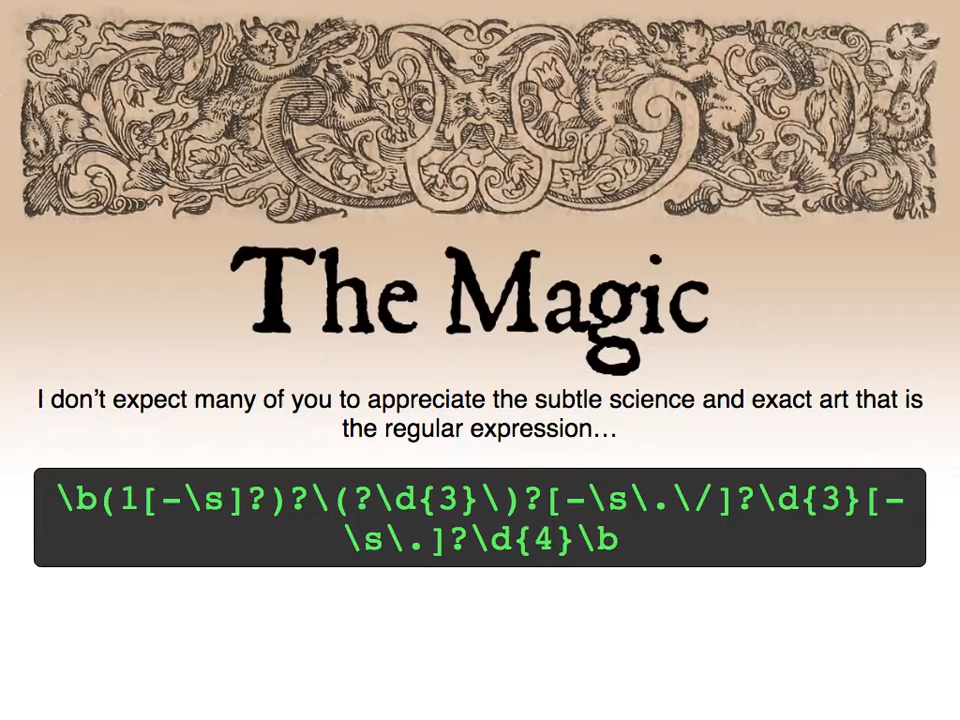 The Magic
I don’t expect many of you to appreciate the subtle science and exact art that is
the regular expression…
\b(1[-\s]?)?\(?\d{3}\)?[-\s\.\/]?\d{3}[-
\s\.]?\d{4}\b